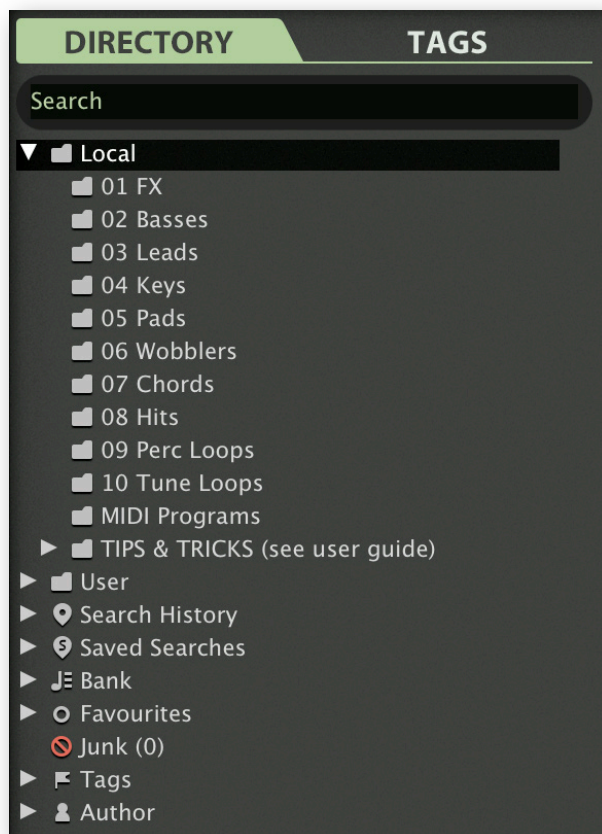 DIRECTORY TAGS
Search
Local
01 FX
02 Basses
03 Leads
04 Keys
05 Pads
06 Wobblers
07 Chords
08 Hits
09 Perc Loops
10 Tune Loops
MIDI Programs
TIPS & TRICKS (see user guide)
User
Search History
S Saved Searches
Bank
Favourites
Junk (0)
Tags
Author